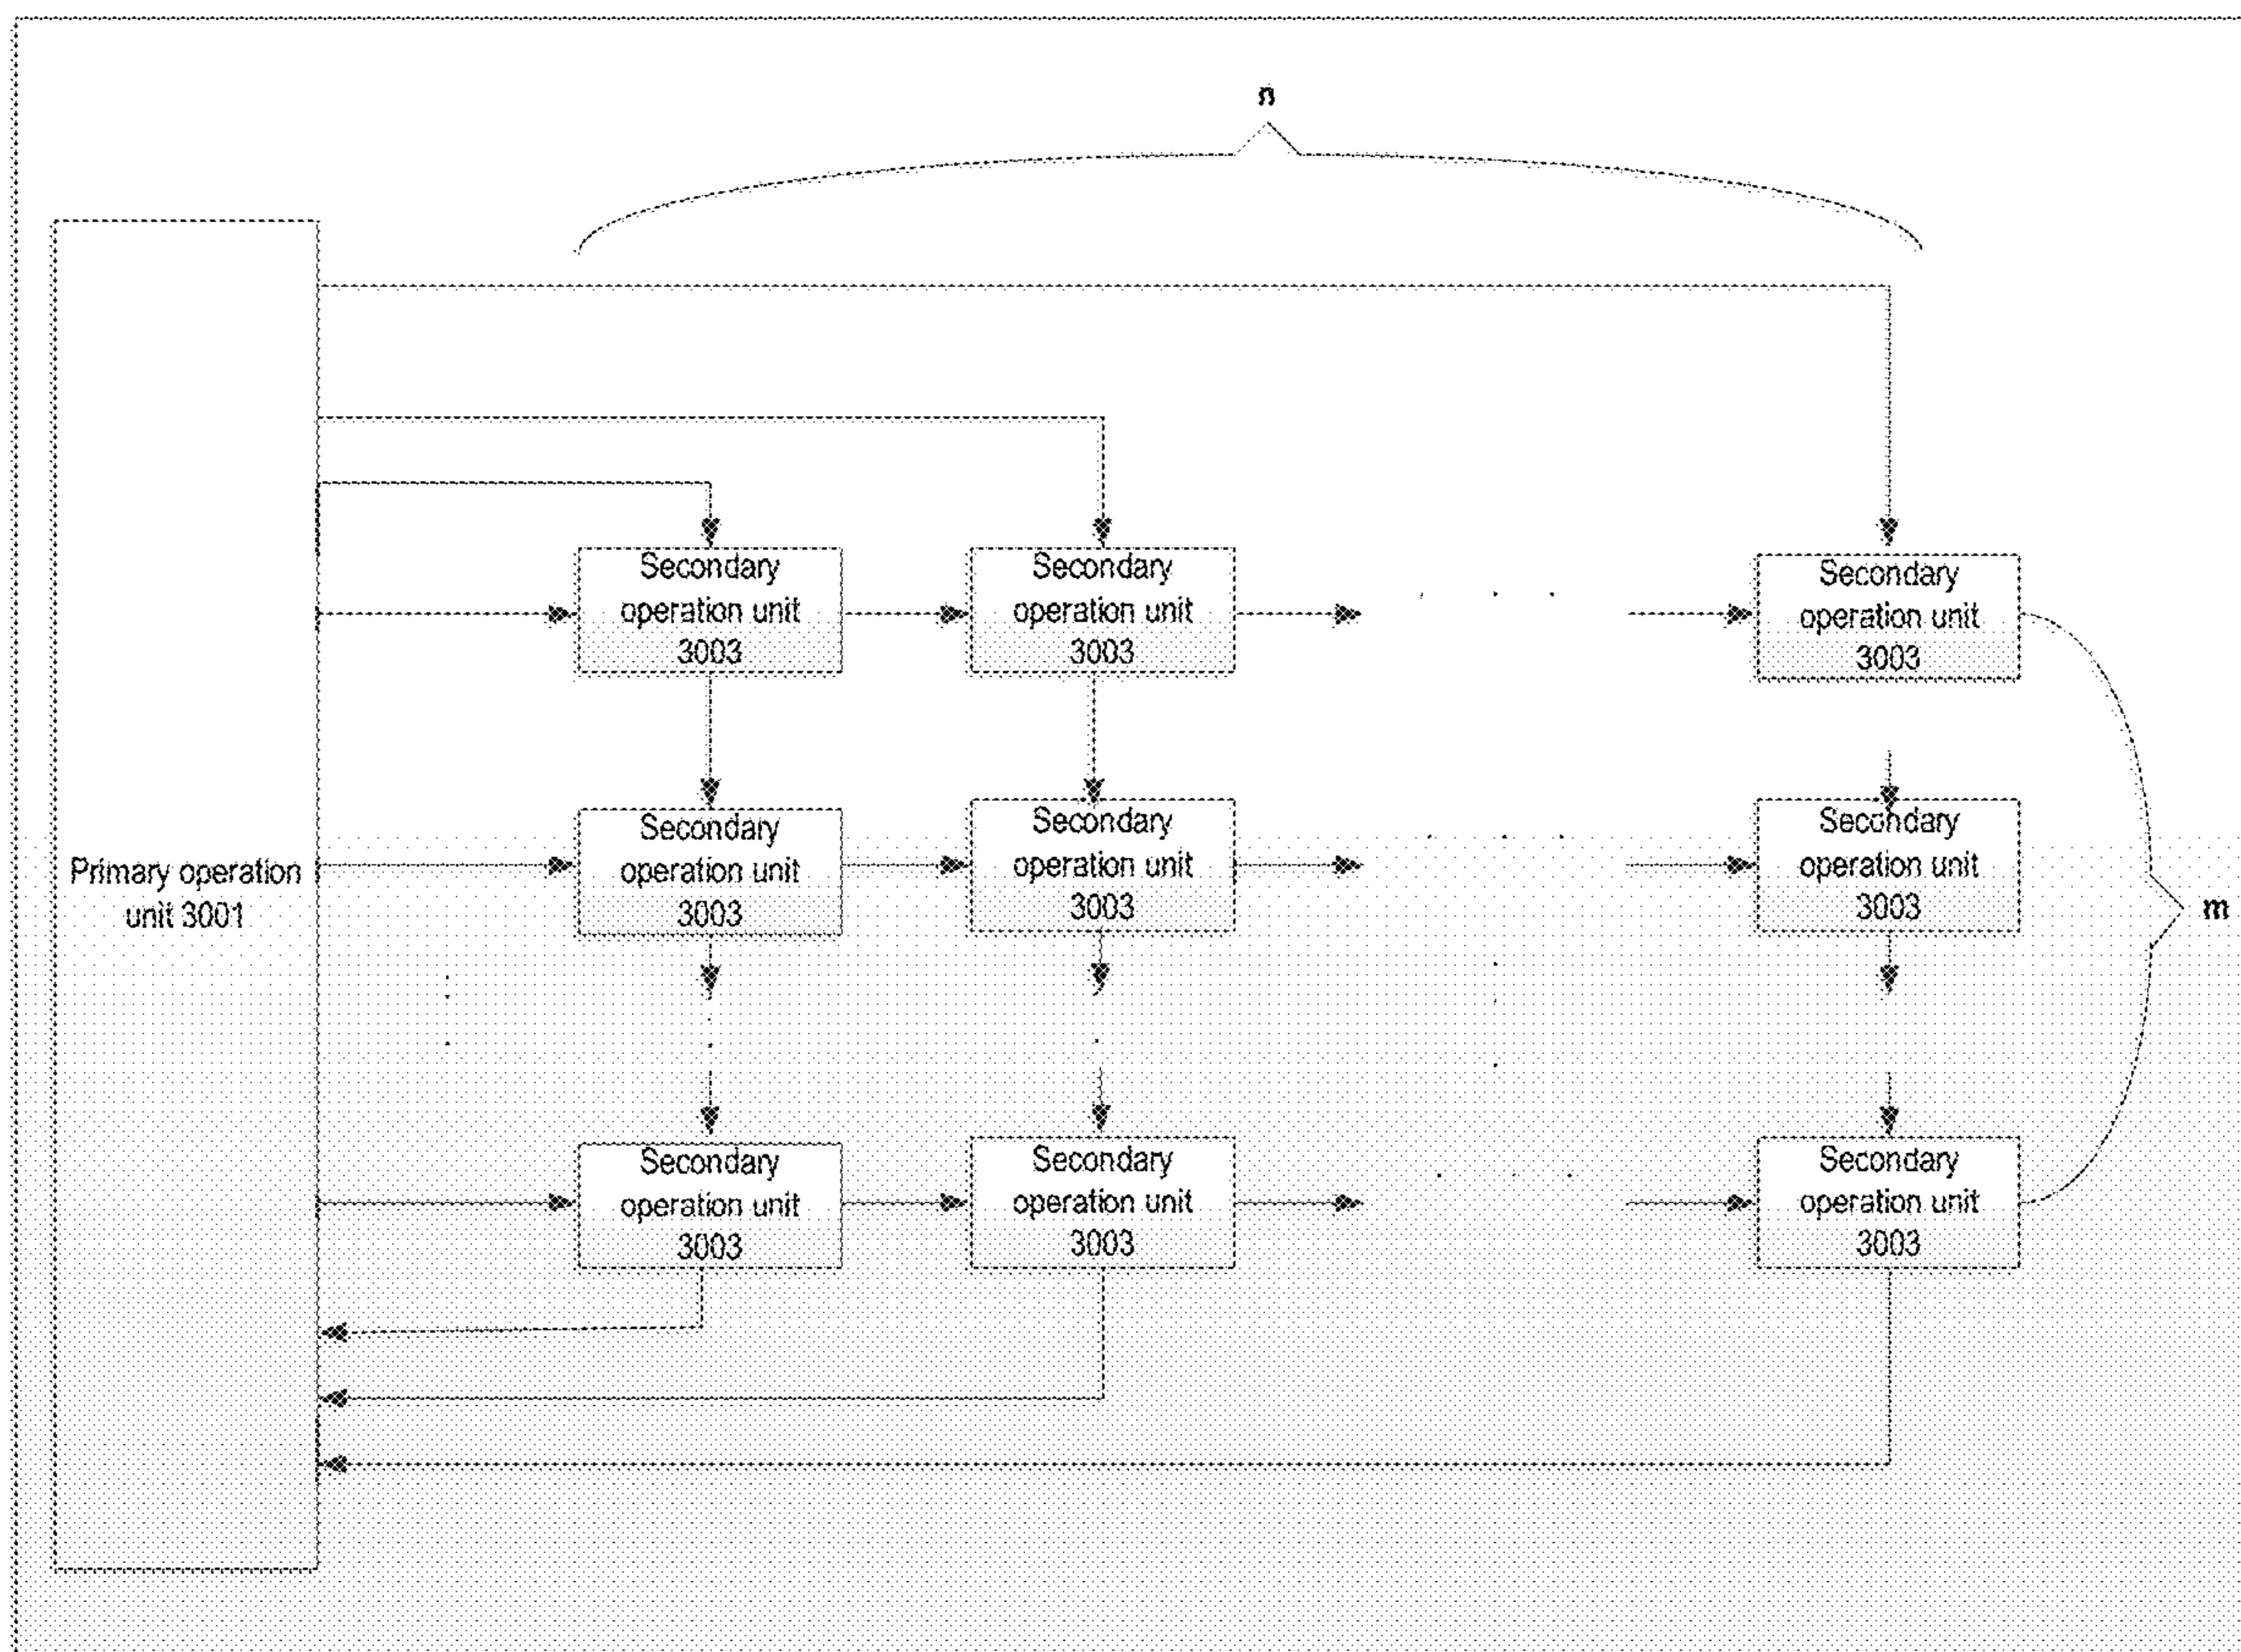 n
Secondary
operation unit
3003
Secondary
operation unit
3003
Secondary
operation unit
3003
Primary operation
unit 3001
Secondary
operation unit
3003
Secondary
operation unit
3003
Secondary
operation unit
3003
m
Secondary
operation unit
3003
Secondary
operation unit
3003
Secondary
operation unit
3003